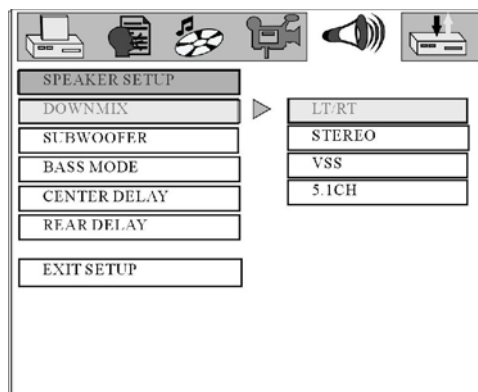 SPEAKER SETUP
DOWNMIX
SUBWOOFER
BASS MODE
CENTER DELAY
REAR DELAY
EXIT SETUP
LT/RT
STEREO
VSS
5.1CH